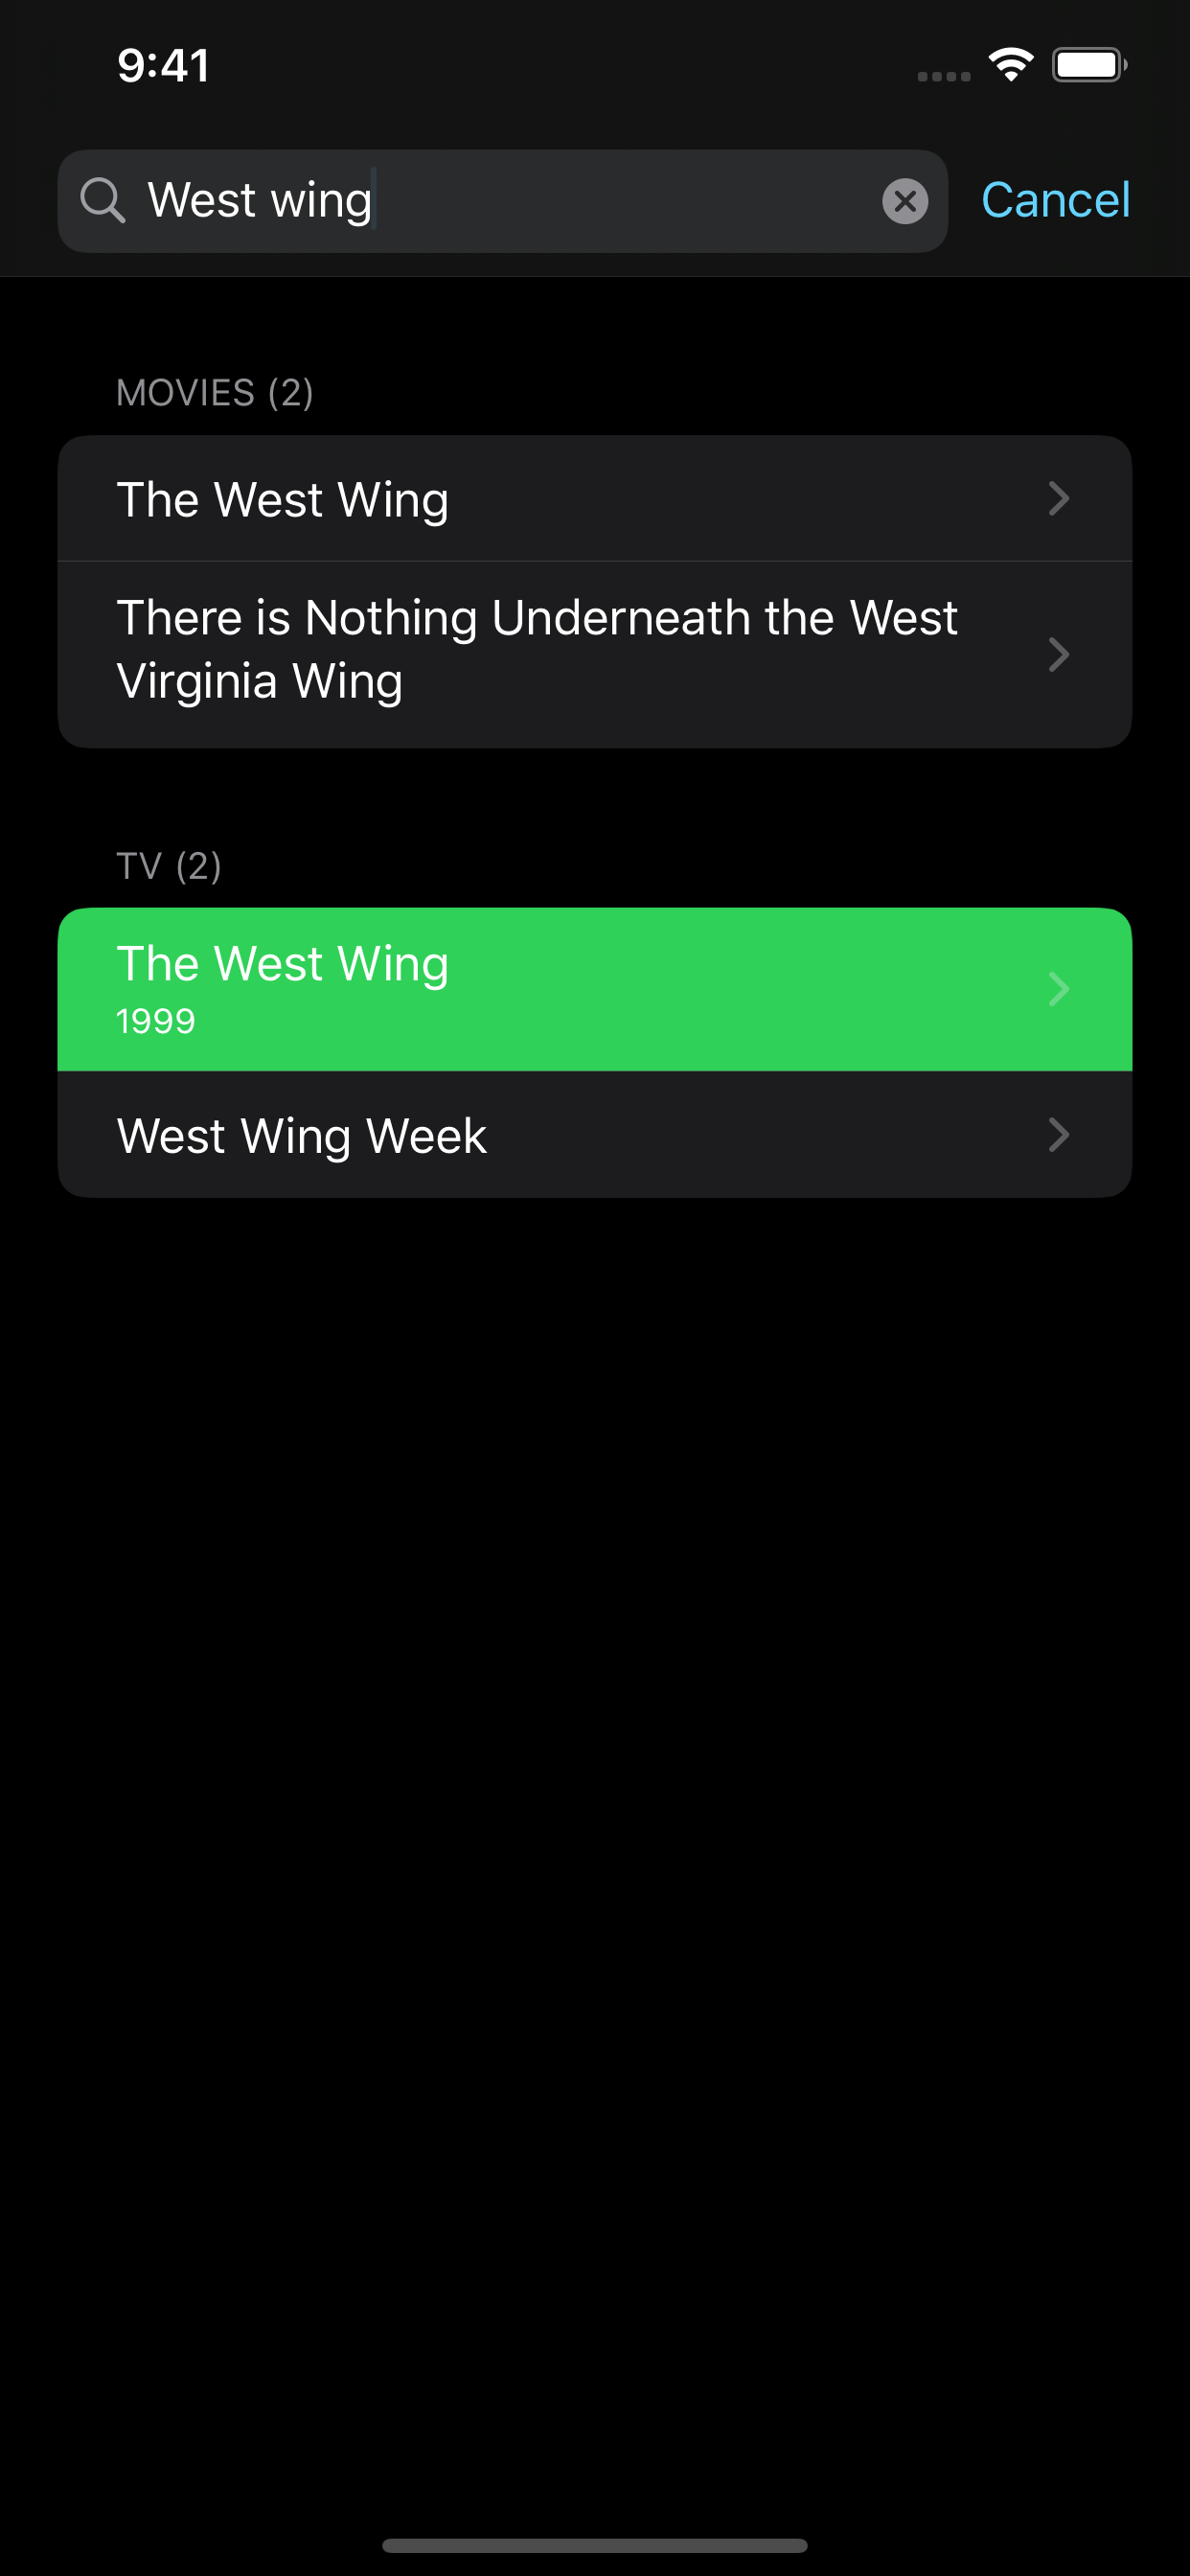 9:41
West wing
Cancel
MOVIES (2)
The West Wing
There is Nothing Underneath the West
Virginia Wing
TV (2)
The West Wing
1999
West Wing Week